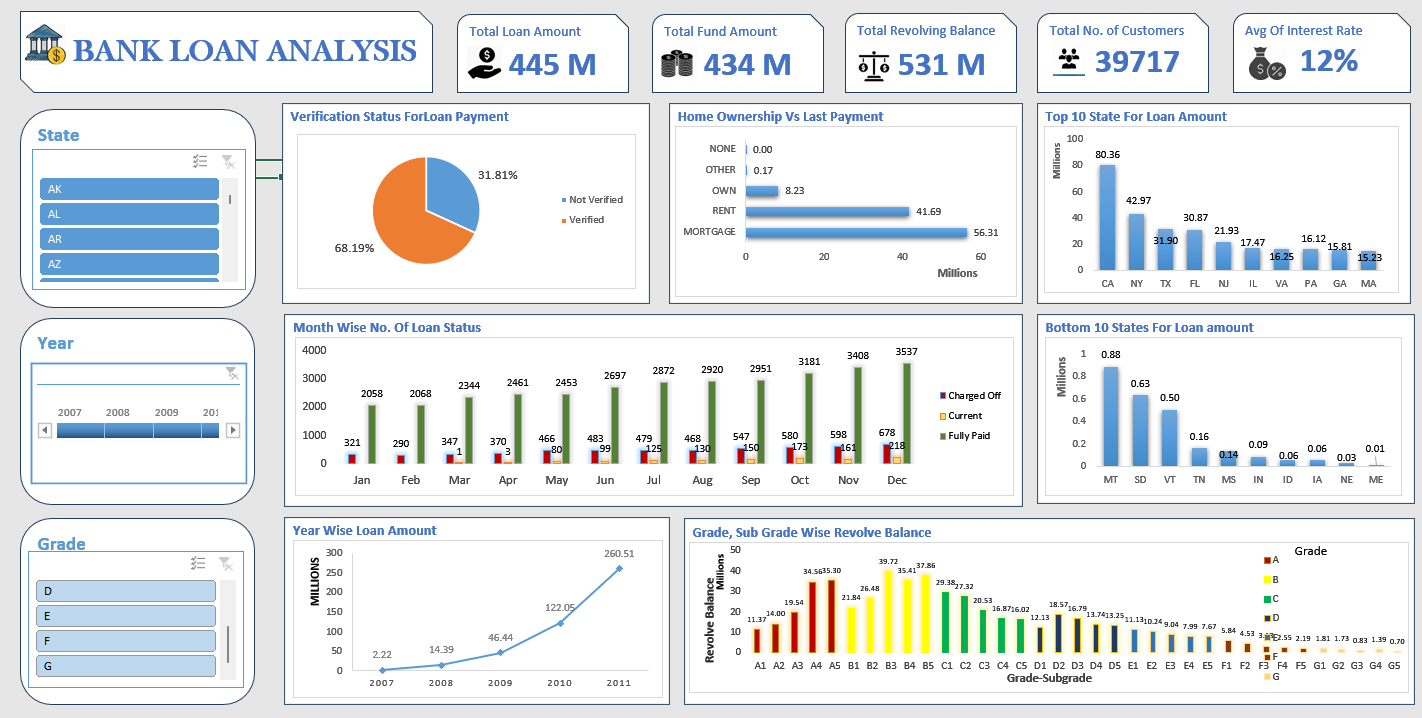 BANK LOAN ANALYSIS
Total Loan Amount
445 M
Total Fund Amount
434 M
Total Revolving Balance
531 M
Total No. of Customers
39717
Avg Of Interest Rate
12%
State
AK
AL
AR
AZ
Year
2007 2008 2009 201
Grade
D
E
F
G
Verification Status ForLoan Payment
31.81%
68.19%
Not Verified
Verified
Home Ownership Vs Last Payment
NONE 0.00
OTHER 0.17
OWN 8.23
RENT 41.69
MORTGAGE 56.31
0 20 40 60
Millions
Top 10 State For Loan Amount
Millions
100
80
60
40
20
0
80.36 42.97 31.90 30.87 21.93 17.47 16.25 16.12 15.81 15.23
CA NY TX FL NJ IL VA PA GA MA
Month Wise No. Of Loan Status
4000
3000
2000
1000
0
2058 2068 2344 2461 2453 2697 2872 2920 2951 3181 3408 3537
321 290 347 370 466 483 479 468 547 580 598 678
1 3 80 99 125 130 150 173 161 218
Jan Feb Mar Apr May Jun Jul Aug Sep Oct Nov Dec
Charged Off
Current
Fully Paid
Bottom 10 States For Loan amount
Millions
1
0.8
0.6
0.4
0.2
0
0.88 0.63 0.50 0.16 0.14 0.09 0.06 0.06 0.03 0.01
MT SD VT TN MS IN ID IA NE ME
Year Wise Loan Amount
MILLIONS
300
250
200
150
100
50
0
2.22 14.39 46.44 122.05 260.51
2007 2008 2009 2010 2011
Grade, Sub Grade Wise Revolve Balance
Revolve Balance
Millions
50
40
30
20
10
0
11.37 14.00 19.54 34.56 35.30 21.84 26.48 39.72 35.41 37.86 29.38 27.32 20.53 16.87 16.02 12.13 18.57 16.79 13.74 13.25 11.13 10.24 9.04 7.99 7.67 5.84 4.53 2.55 2.19 1.81 1.73 0.83 1.39 0.70
A1 A2 A3 A4 A5 B1 B2 B3 B4 B5 C1 C2 C3 C4 C5 D1 D2 D3 D4 D5 E1 E2 E3 E4 E5 F1 F2 F3 F4 F5 G1 G2 G3 G4 G5
Grade-Subgrade
Grade
A
B
C
D
E
F
G